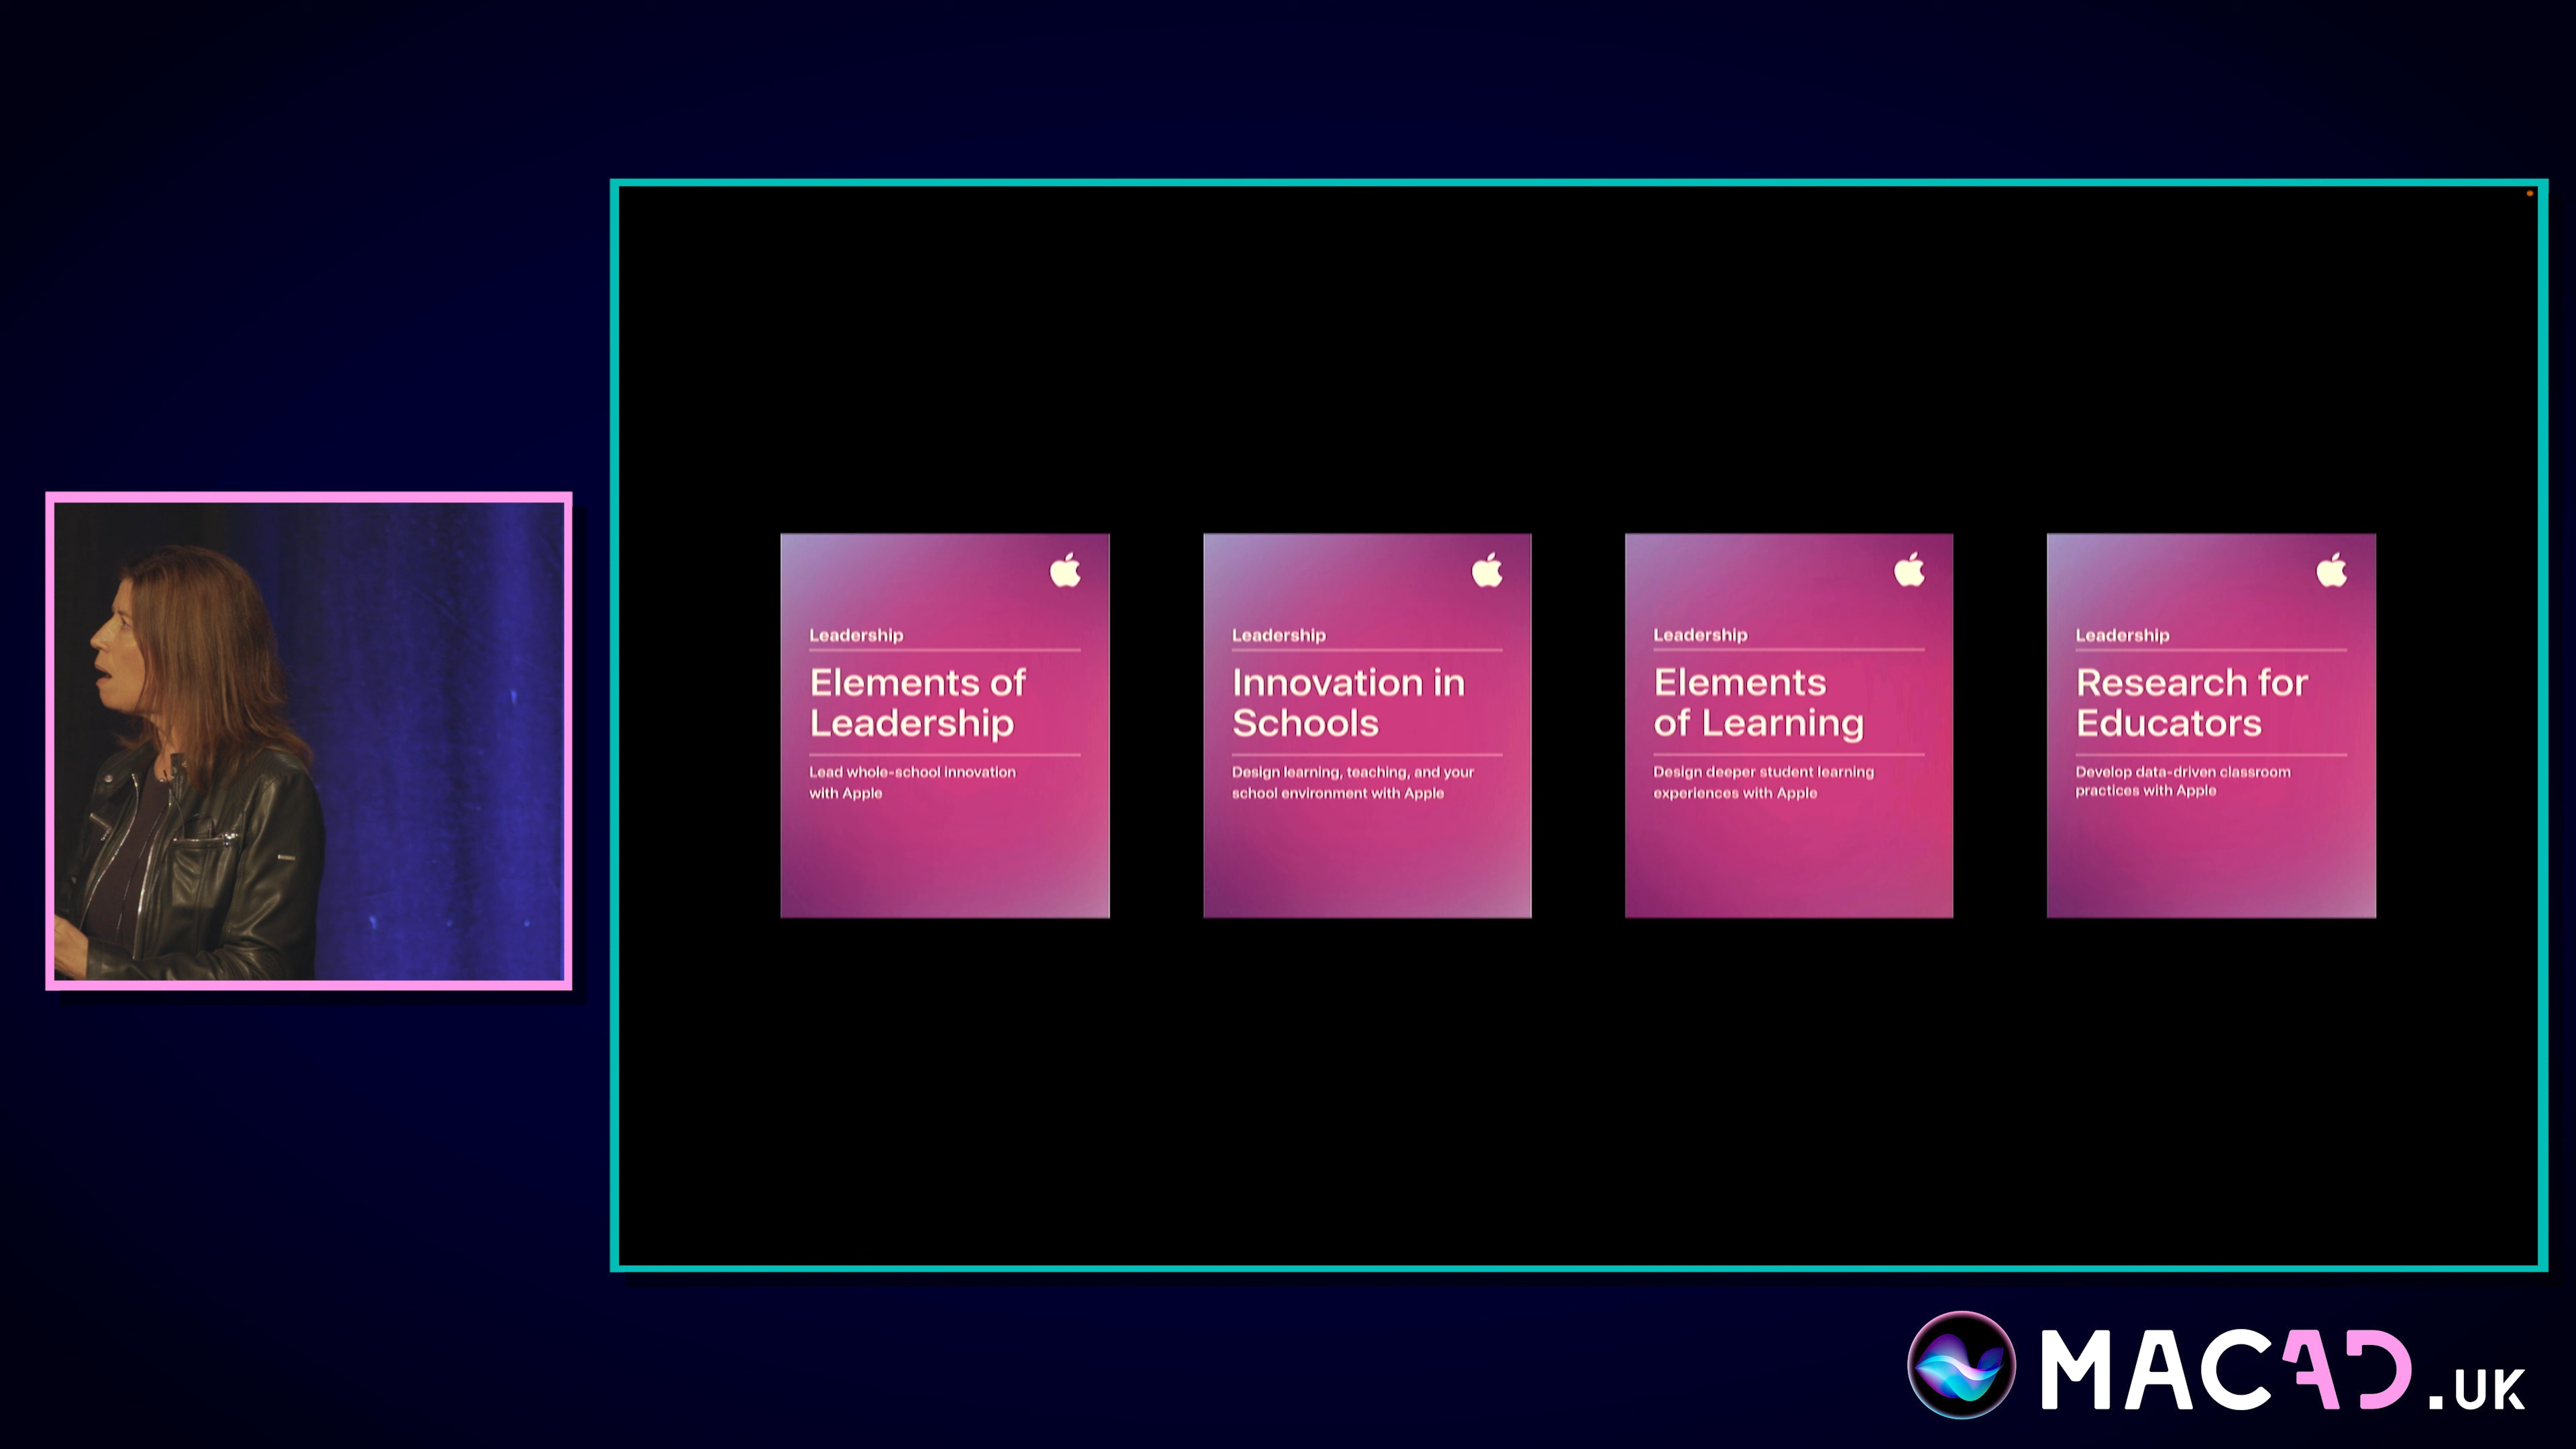 Leadership
Elements of
Leadership
Lead whole-school innovation
with Apple
Leadership
Innovation in
Schools
Design learning, teaching, and your
school environment with Apple
Leadership
Elements
of Learning
Design deeper student learning
experiences with Apple
Leadership
Research for
Educators
Develop data-driven classroom
practices with Apple
MACAD.UK